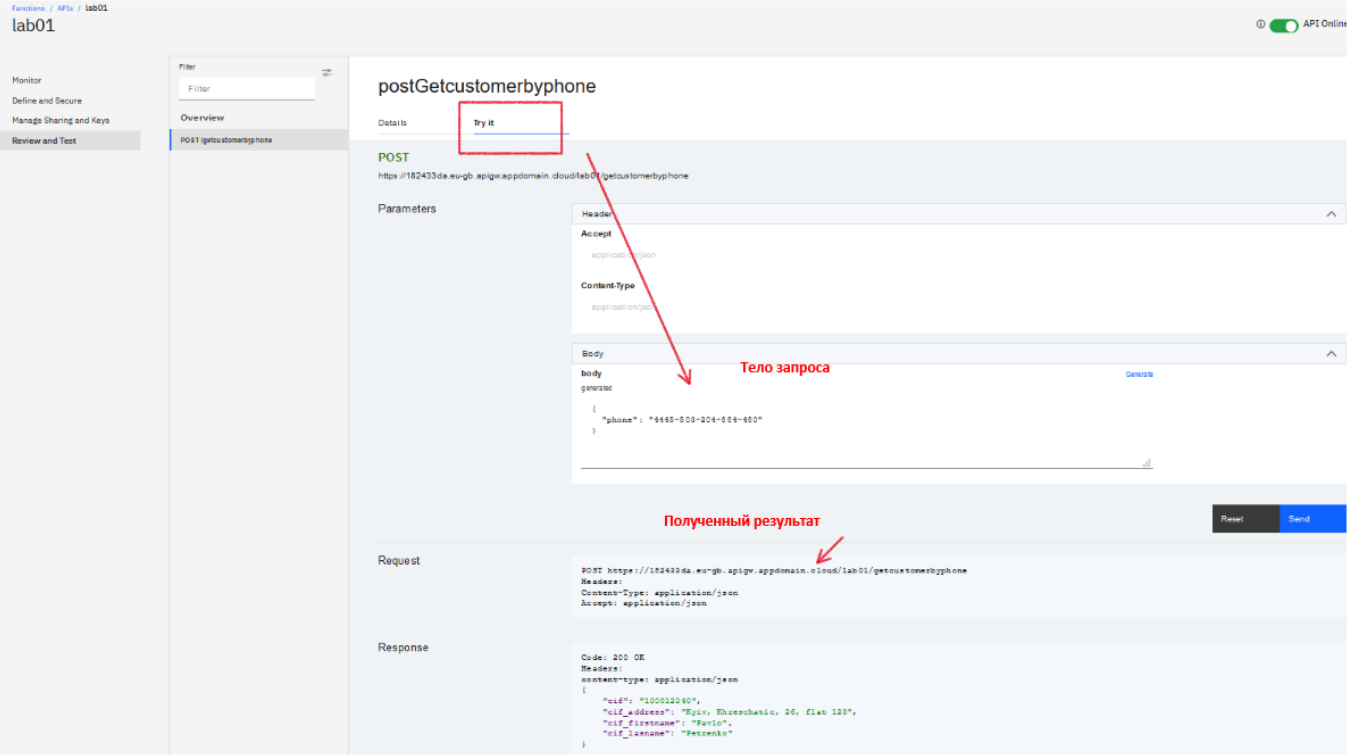 Functions / APIs / lab01
lab01
API Online
Monitor
Define and Secure
Manage Sharing and Keys
Review and Test
Filter
Filter
Overview
POST /getcustomerbyphone
postGetcustomerbyphone
Details
Try it
POST
https://182433da.eu-gb.apigw.appdomain.cloud/lab01/getcustomerbyphone
Parameters
Header
Accept
application/json
Content-Type
application/json
Body
body
Тело запроса
Generate
generated
{
"phone": "4445-503-204-884-480"
}
Полученный результат
Reset
Send
Request
POST https://182433da.eu-gb.apigw.appdomain.cloud/lab01/getcustomerbyphone
Headers:
Content-Type: application/json
Accept: application/json
Response
Code: 200 OK
Headers:
content-type: application/json
{
"cif": "100012340",
"cif_address": "Kyiv, Khreschatic, 26, flat 123",
"cif_firstname": "Pavlo",
"cif_lasname": "Petrenko"
}